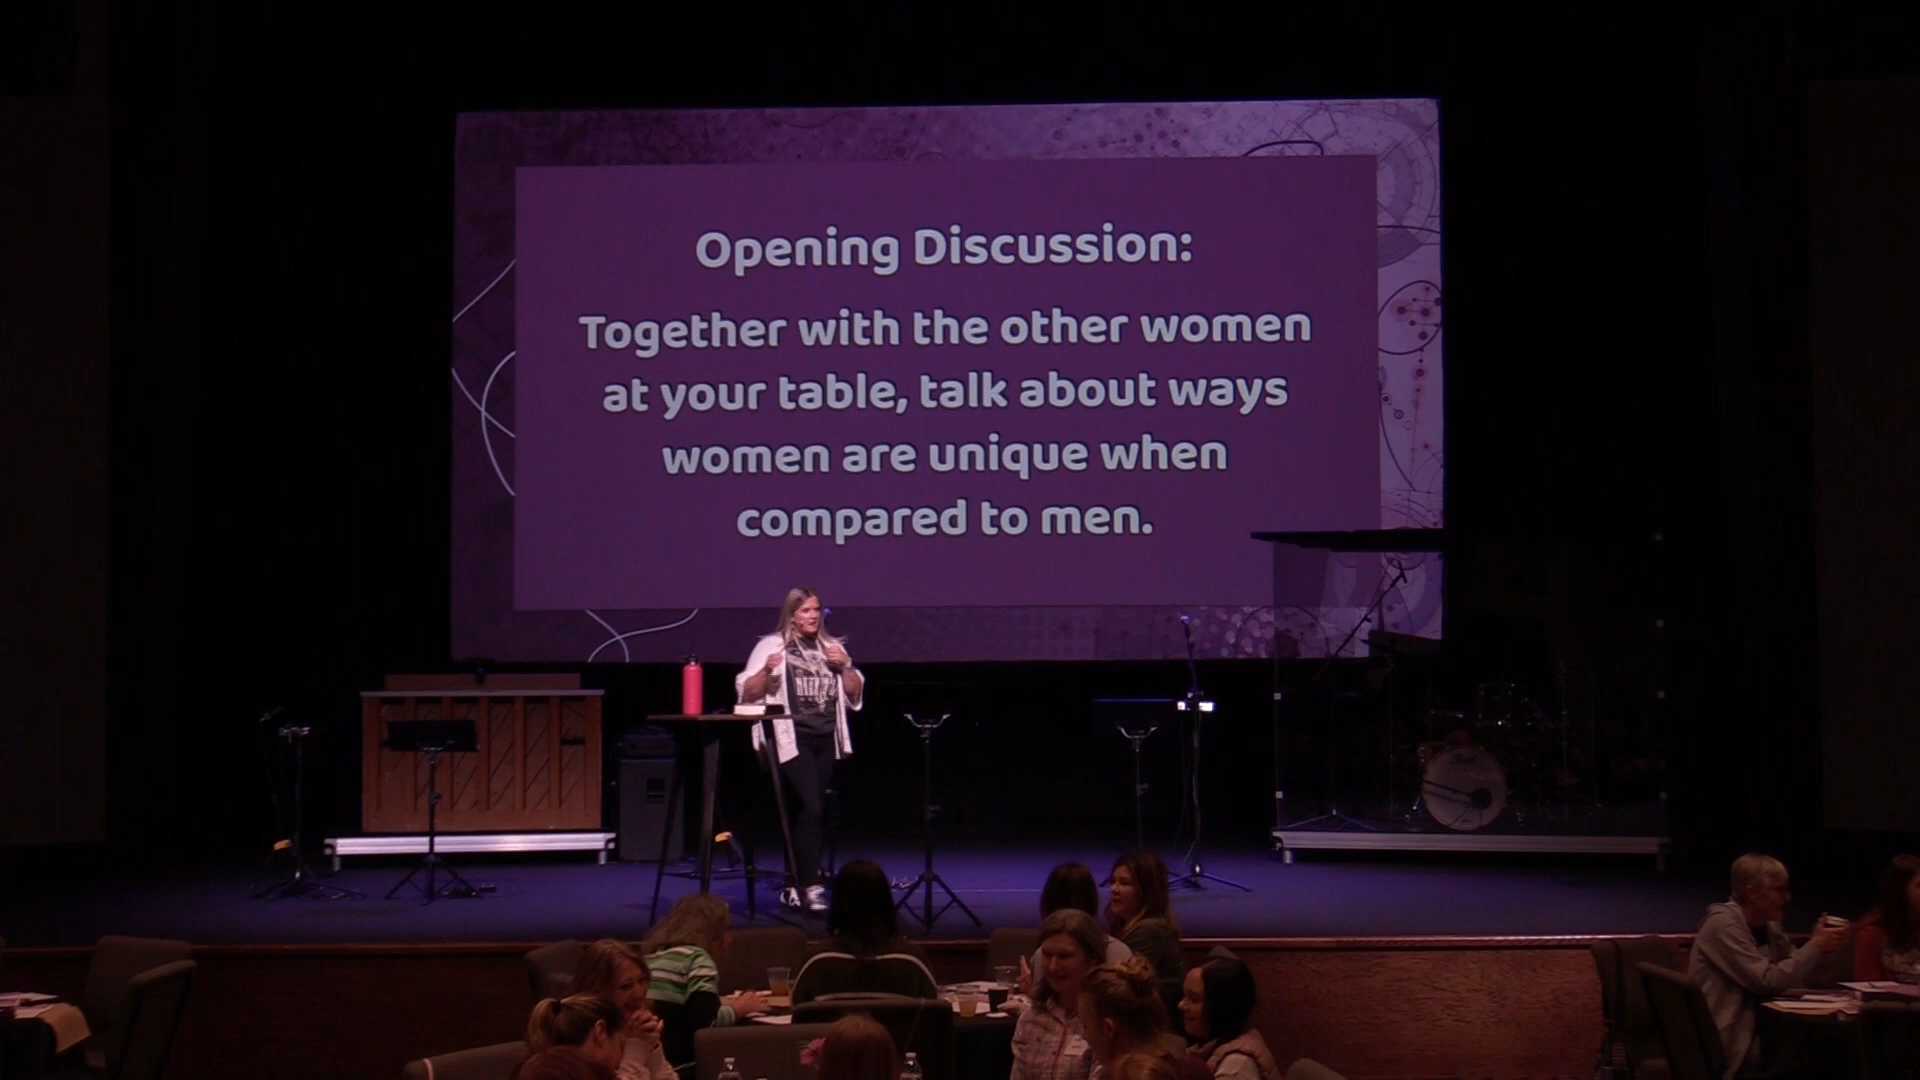 Opening Discussion:
Together with the other women
at your table, talk about ways
women are unique when
compared to men.